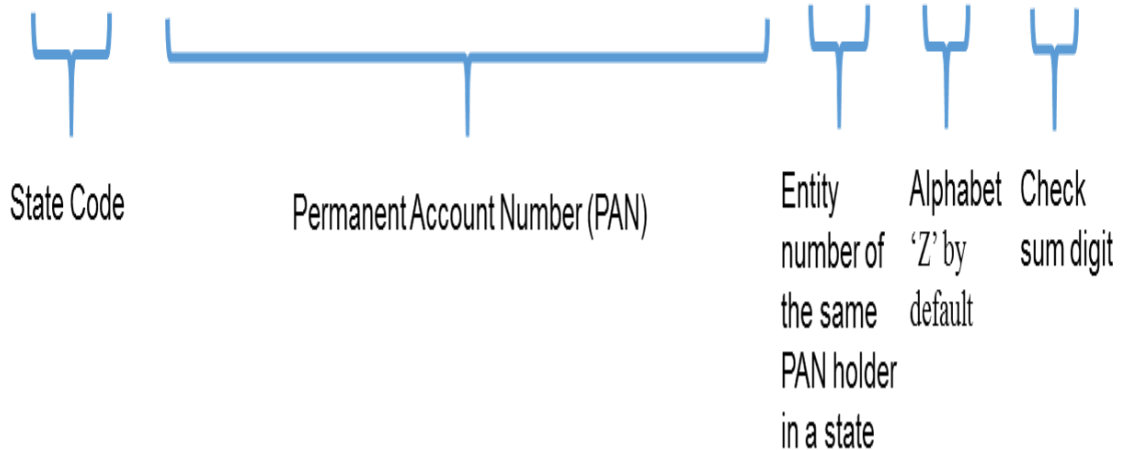 State Code
Permanent Account Number (PAN)
Entity
number of
the same
PAN holder
in a state
Alphabet
‘Z’ by
default
Check
sum digit